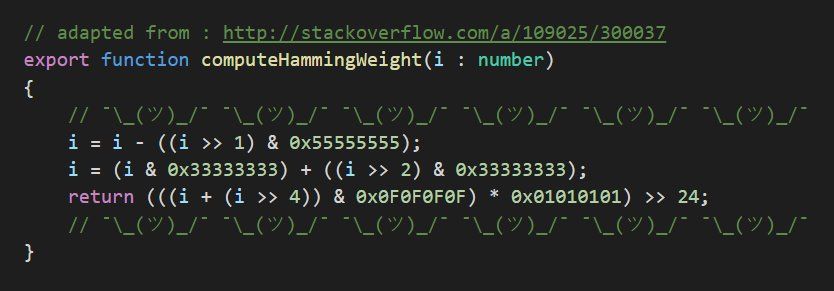 // adapted from : http://stackoverflow.com/a/109025/300037
export function computeHammingWeight(i : number)
{
    // ¯\_(ツ)_/¯ ¯\_(ツ)_/¯ ¯\_(ツ)_/¯ ¯\_(ツ)_/¯ ¯\_(ツ)_/¯ ¯\_(ツ)_/¯
    i = i - ((i >> 1) & 0x55555555);
    i = (i & 0x33333333) + ((i >> 2) & 0x33333333);
    return (((i + (i >> 4)) & 0x0F0F0F0F) * 0x01010101) >> 24;
    // ¯\_(ツ)_/¯ ¯\_(ツ)_/¯ ¯\_(ツ)_/¯ ¯\_(ツ)_/¯ ¯\_(ツ)_/¯ ¯\_(ツ)_/¯
}